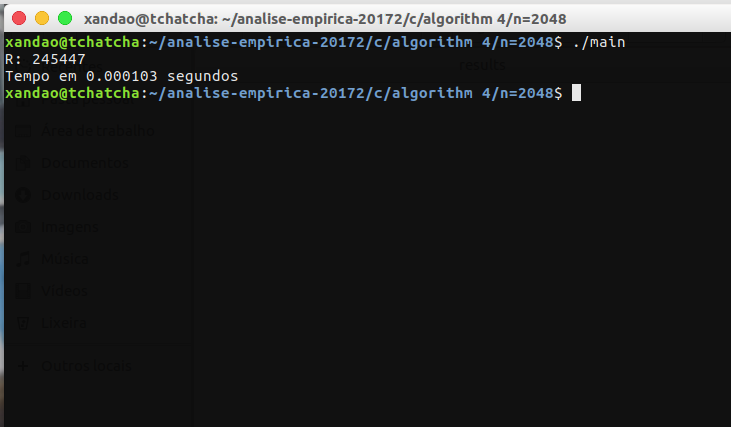 xandao@tchatcha: ~/analise-empirica-20172/c/algorithm 4/n=2048
xandao@tchatcha:~/analise-empirica-20172/c/algorithm 4/n=2048$ ./main
R: 245447
Tempo em 0.000103 segundos
xandao@tchatcha:~/analise-empirica-20172/c/algorithm 4/n=2048$
results
Área de trabalho
Documentos
Downloads
Imagens
Música
Vídeos
Lixeira
Outros locais